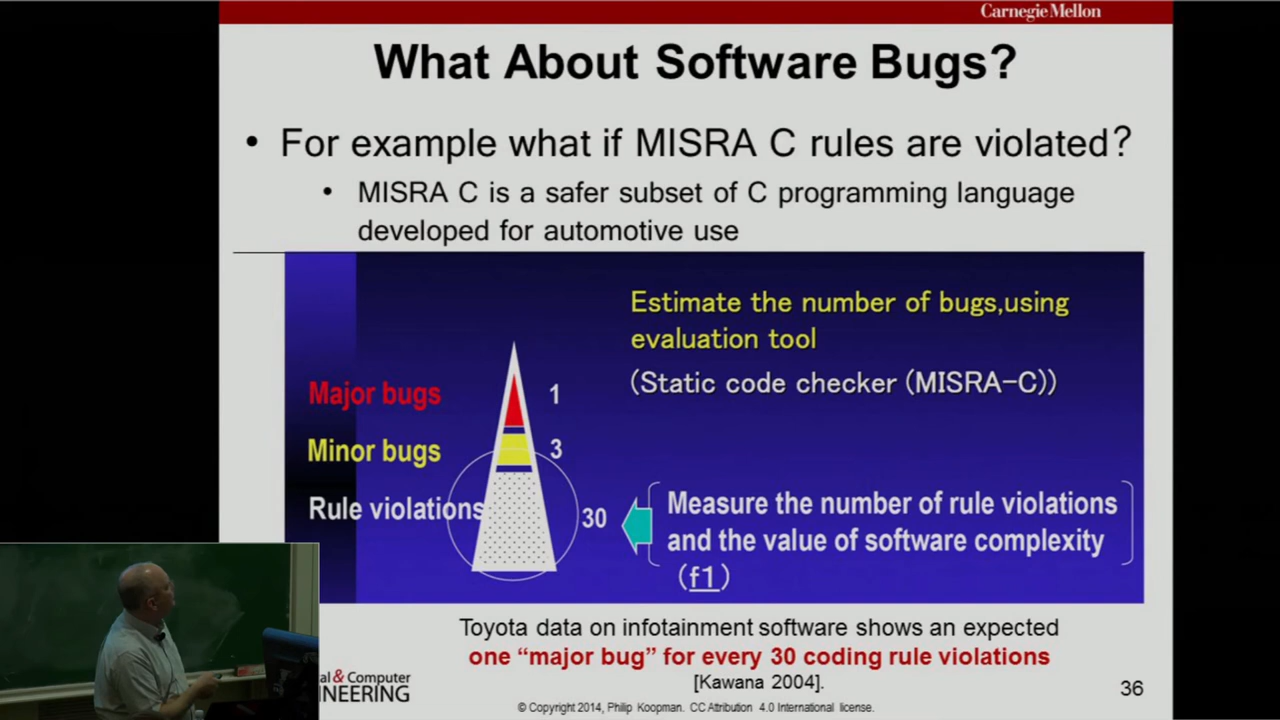 Carnegie Mellon
What About Software Bugs?
• For example what if MISRA C rules are violated?
• MISRA C is a safer subset of C programming language
developed for automotive use
Estimate the number of bugs,using
evaluation tool
(Static code checker (MISRA-C))
Major bugs 1
Minor bugs 3
Rule violations 30
Measure the number of rule violations
and the value of software complexity
(f1)
Toyota data on infotainment software shows an expected
one “major bug” for every 30 coding rule violations
[Kawana 2004].
al & Computer
NEERING
36
© Copyright 2014, Philip Koopman. CC Attribution 4.0 International license.